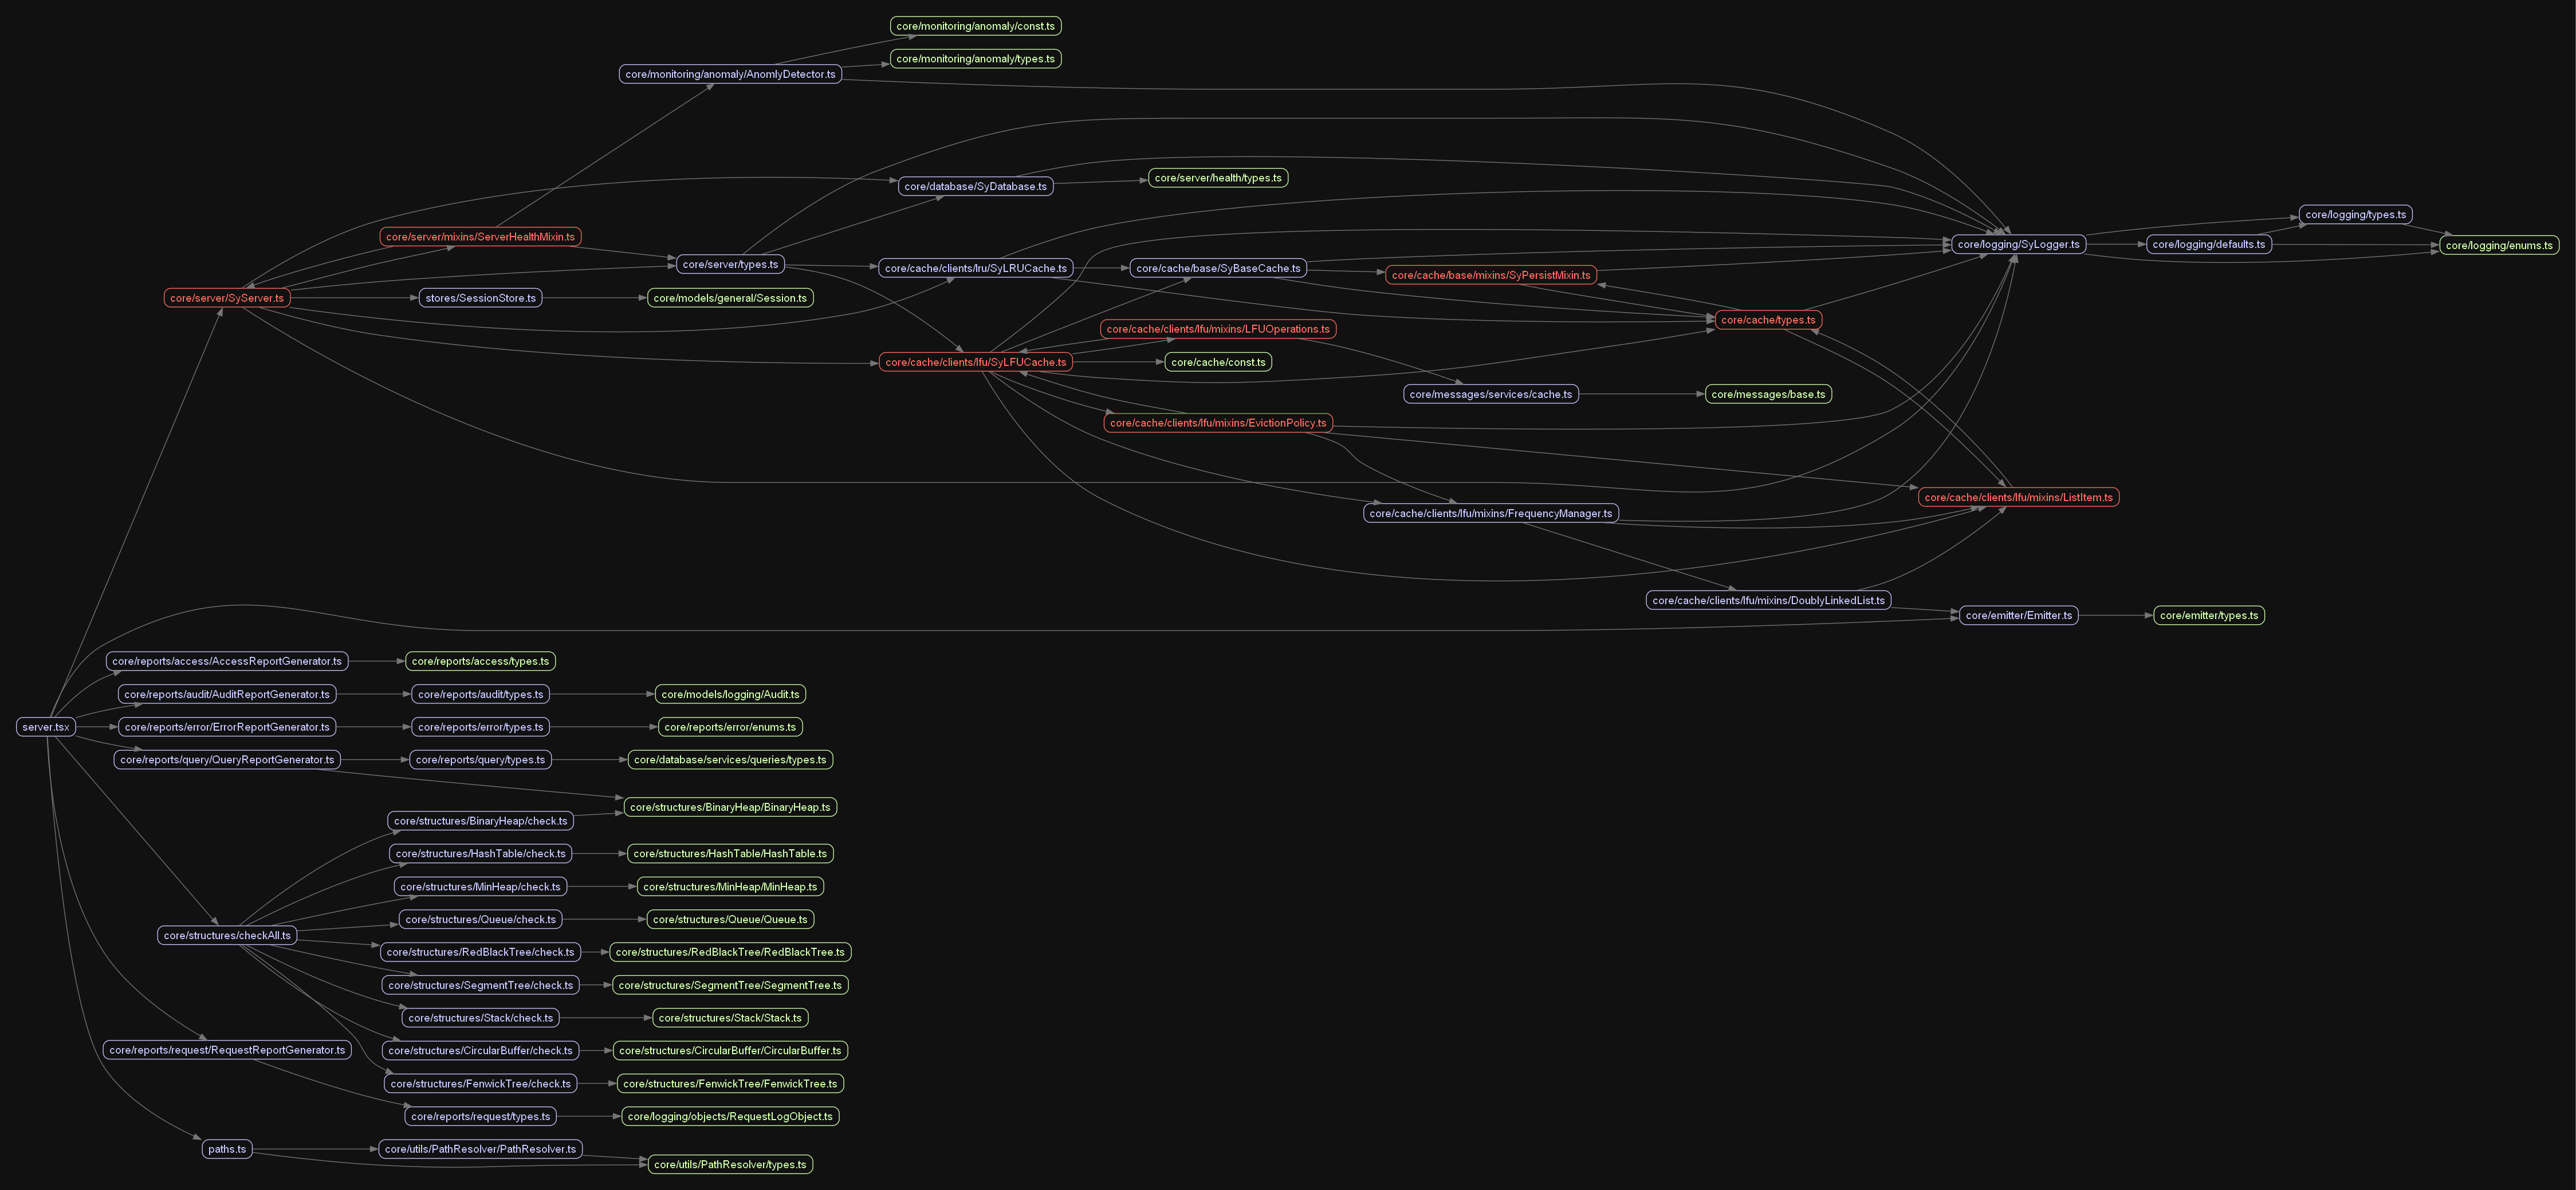 core/monitoring/anomaly/const.ts
core/monitoring/anomaly/types.ts
core/monitoring/anomaly/AnomlyDetector.ts
core/server/health/types.ts
core/database/SyDatabase.ts
core/logging/types.ts
core/server/mixins/ServerHealthMixin.ts
core/logging/SyLogger.ts
core/logging/defaults.ts
core/logging/enums.ts
core/server/types.ts
core/cache/clients/lru/SyLRUCache.ts
core/cache/base/SyBaseCache.ts
core/cache/base/mixins/SyPersistMixin.ts
core/server/SyServer.ts
stores/SessionStore.ts
core/models/general/Session.ts
core/cache/types.ts
core/cache/clients/lfu/mixins/LFUOperations.ts
core/cache/clients/lfu/SyLFUCache.ts
core/cache/const.ts
core/messages/services/cache.ts
core/messages/base.ts
core/cache/clients/lfu/mixins/EvictionPolicy.ts
core/cache/clients/lfu/mixins/ListItem.ts
core/cache/clients/lfu/mixins/FrequencyManager.ts
core/cache/clients/lfu/mixins/DoublyLinkedList.ts
core/emitter/Emitter.ts
core/emitter/types.ts
core/reports/access/AccessReportGenerator.ts
core/reports/access/types.ts
core/reports/audit/AuditReportGenerator.ts
core/reports/audit/types.ts
core/models/logging/Audit.ts
server.tsx
core/reports/error/ErrorReportGenerator.ts
core/reports/error/types.ts
core/reports/error/enums.ts
core/reports/query/QueryReportGenerator.ts
core/reports/query/types.ts
core/database/services/queries/types.ts
core/structures/BinaryHeap/BinaryHeap.ts
core/structures/BinaryHeap/check.ts
core/structures/HashTable/check.ts
core/structures/HashTable/HashTable.ts
core/structures/MinHeap/check.ts
core/structures/MinHeap/MinHeap.ts
core/structures/Queue/check.ts
core/structures/Queue/Queue.ts
core/structures/checkAll.ts
core/structures/RedBlackTree/check.ts
core/structures/RedBlackTree/RedBlackTree.ts
core/structures/SegmentTree/check.ts
core/structures/SegmentTree/SegmentTree.ts
core/structures/Stack/check.ts
core/structures/Stack/Stack.ts
core/reports/request/RequestReportGenerator.ts
core/structures/CircularBuffer/check.ts
core/structures/CircularBuffer/CircularBuffer.ts
core/structures/FenwickTree/check.ts
core/structures/FenwickTree/FenwickTree.ts
core/reports/request/types.ts
core/logging/objects/RequestLogObject.ts
paths.ts
core/utils/PathResolver/PathResolver.ts
core/utils/PathResolver/types.ts